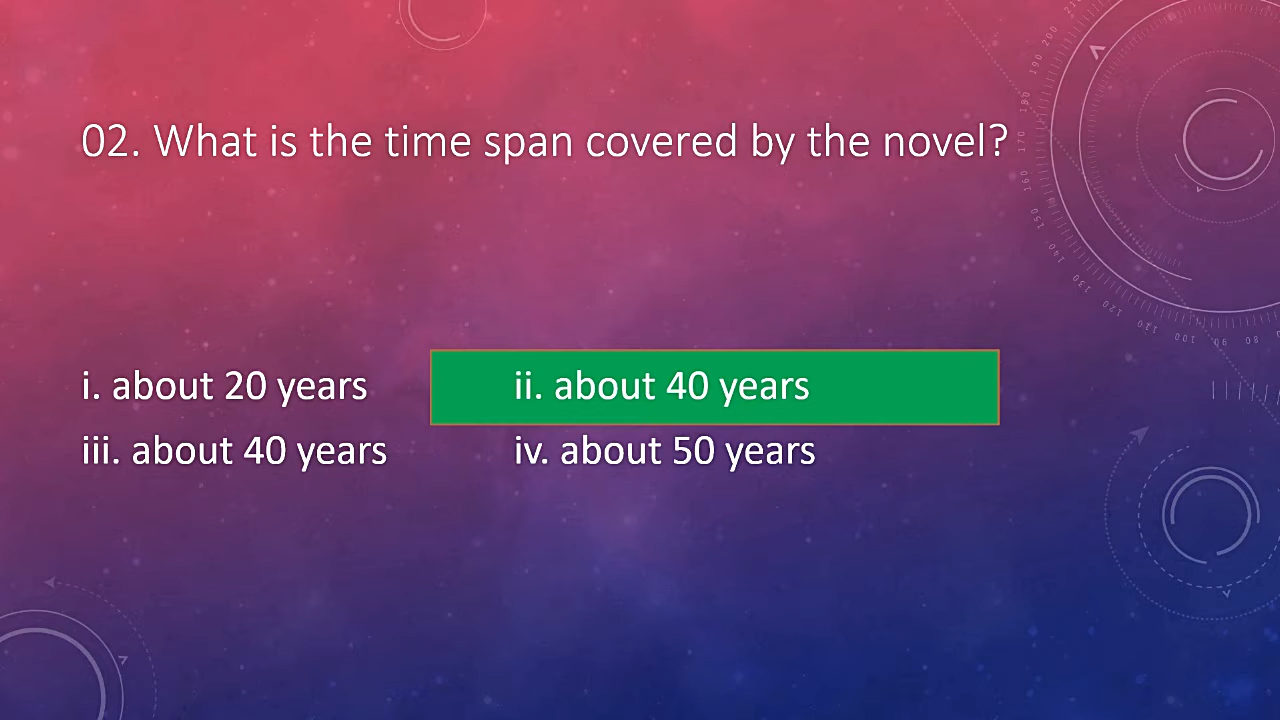 02. What is the time span covered by the novel?
i. about 20 years ii. about 40 years
iii. about 40 years iv. about 50 years